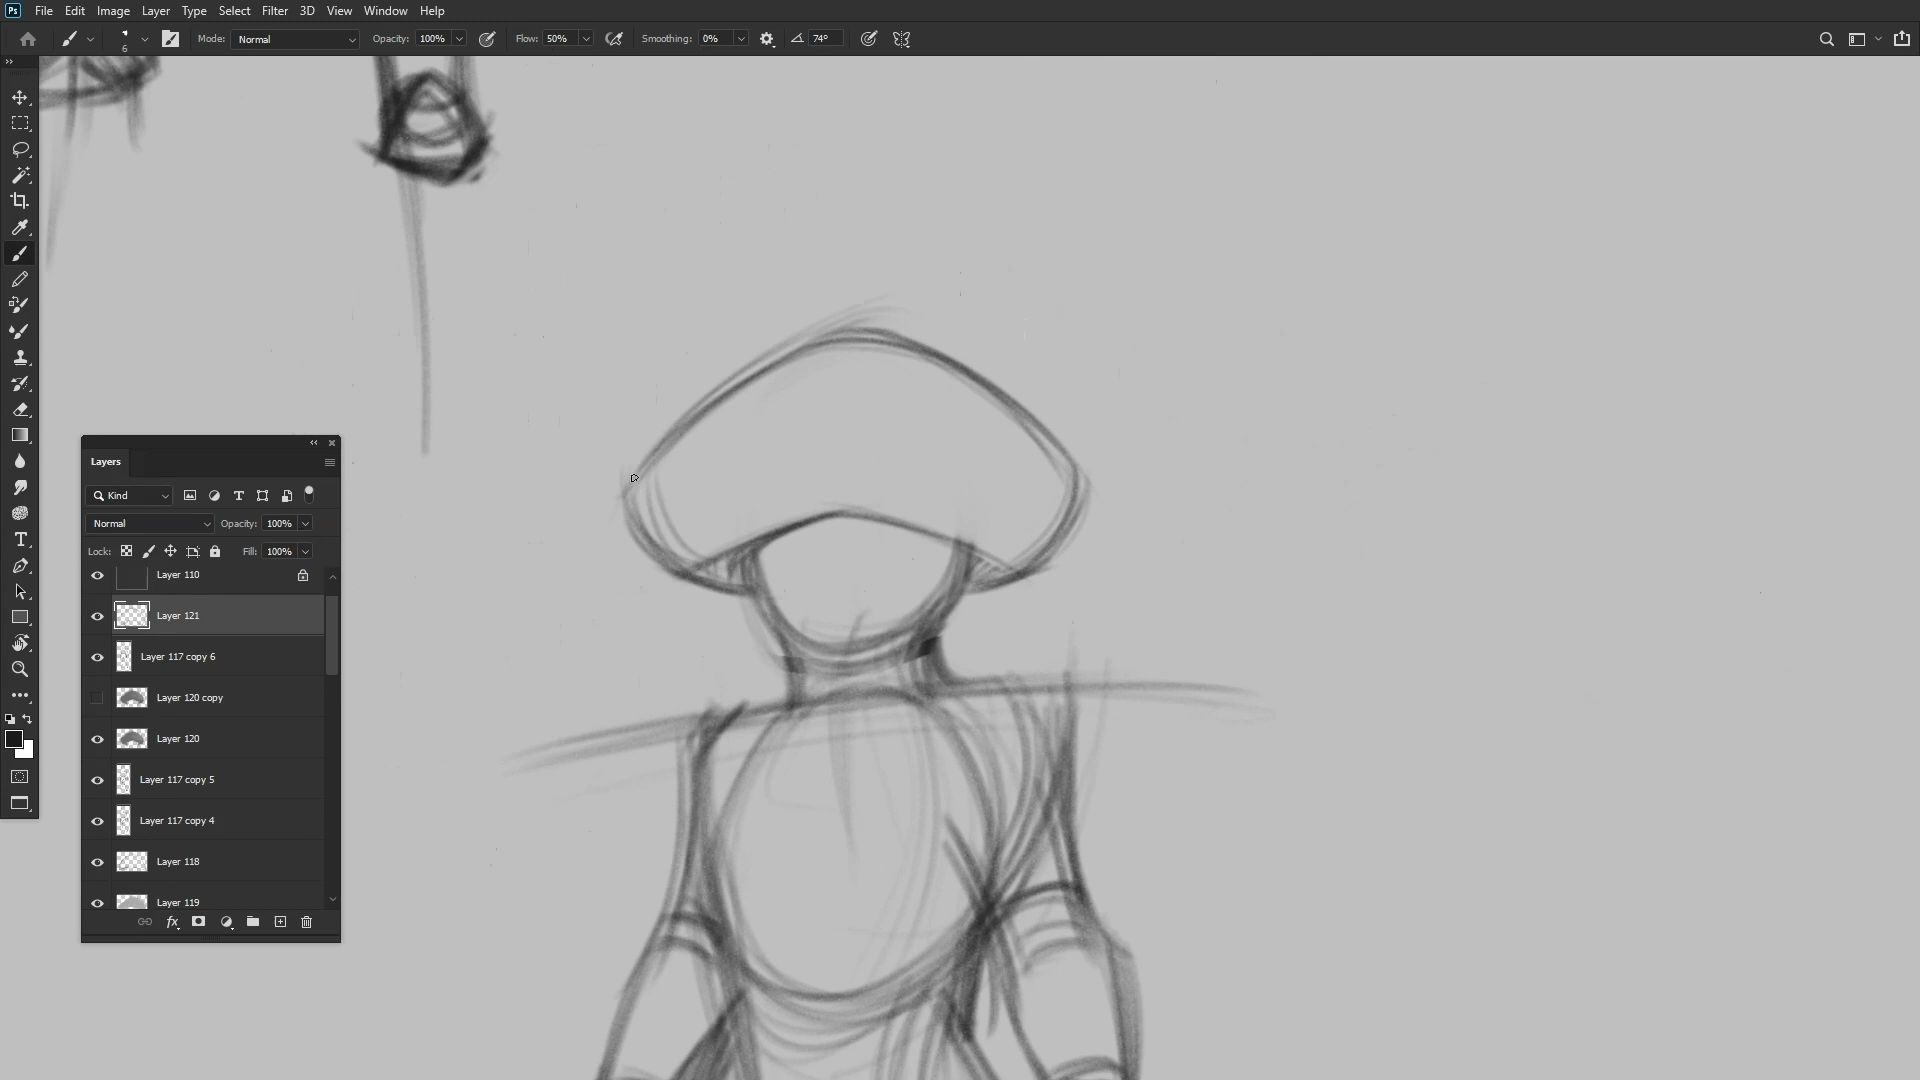 Ps File Edit Image Layer Type Select Filter 3D View Window Help
6 Mode: Normal Opacity: 100% Flow: 50% Smoothing: 0% 74°
Layers
Kind
Normal Opacity: 100%
Lock: Fill: 100%
Layer 110
Layer 121
Layer 117 copy 6
Layer 120 copy
Layer 120
Layer 117 copy 5
Layer 117 copy 4
Layer 118
Layer 119
fx